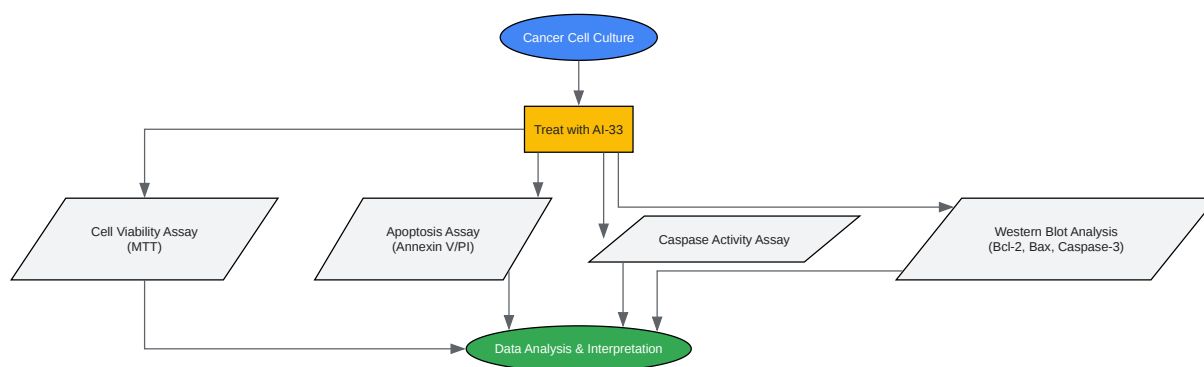 Cancer Cell Culture
Treat with AI-33
Cell Viability Assay
(MTT)
Apoptosis Assay
(Annexin V/PI)
Caspase Activity Assay
Western Blot Analysis
(Bcl-2, Bax, Caspase-3)
Data Analysis & Interpretation